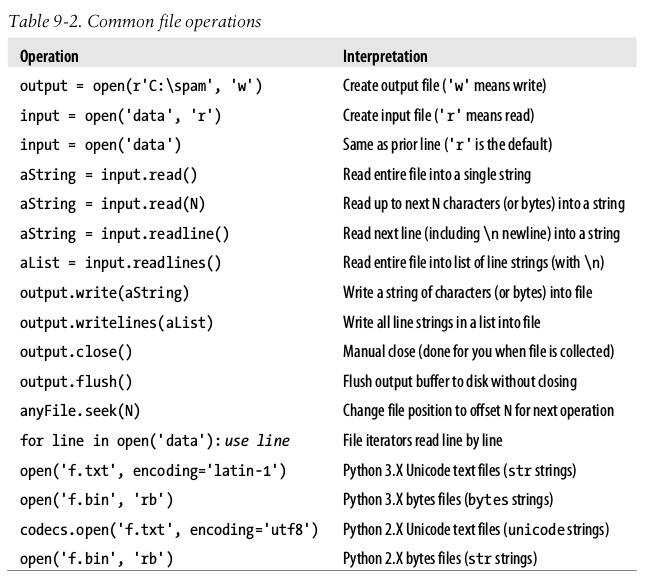 Table 9-2. Common file operations
Operation Interpretation
output = open(r'C:\spam', 'w') Create output file ('w' means write)
input = open('data', 'r') Create input file ('r' means read)
input = open('data') Same as prior line ('r' is the default)
aString = input.read() Read entire file into a single string
aString = input.read(N) Read up to next N characters (or bytes) into a string
aString = input.readline() Read next line (including \n newline) into a string
aList = input.readlines() Read entire file into list of line strings (with \n)
output.write(aString) Write a string of characters (or bytes) into file
output.writelines(aList) Write all line strings in a list into file
output.close() Manual close (done for you when file is collected)
output.flush() Flush output buffer to disk without closing
anyFile.seek(N) Change file position to offset N for next operation
for line in open('data'): use line File iterators read line by line
open('f.txt', encoding='latin-1') Python 3.X Unicode text files (str strings)
open('f.bin', 'rb') Python 3.X bytes files (bytes strings)
codecs.open('f.txt', encoding='utf8') Python 2.X Unicode text files (unicode strings)
open('f.bin', 'rb') Python 2.X bytes files (str strings)